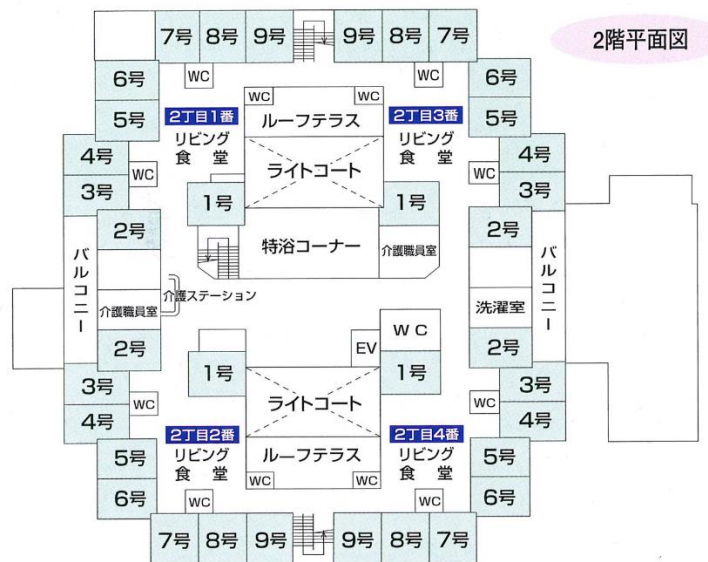 2階平面図
7号 8号 9号 9号 8号 7号
WC WC
6号 6号
WC WC
5号 5号
2丁目1番 ルーフテラス 2丁目3番
リビング リビング
食堂 食堂
4号 4号
ライトコート
WC WC
3号 3号
1号 1号
2号 2号
特浴コーナー 介護職員室
バルコニー バルコニー
介護ステーション
介護職員室 洗濯室
WC
EV
2号 2号
1号 1号
3号 3号
ライトコート
WC WC
4号 4号
2丁目2番 2丁目4番
リビング ルーフテラス リビング
食堂 食堂
5号 5号
WC WC
6号 6号
WC WC
7号 8号 9号 9号 8号 7号